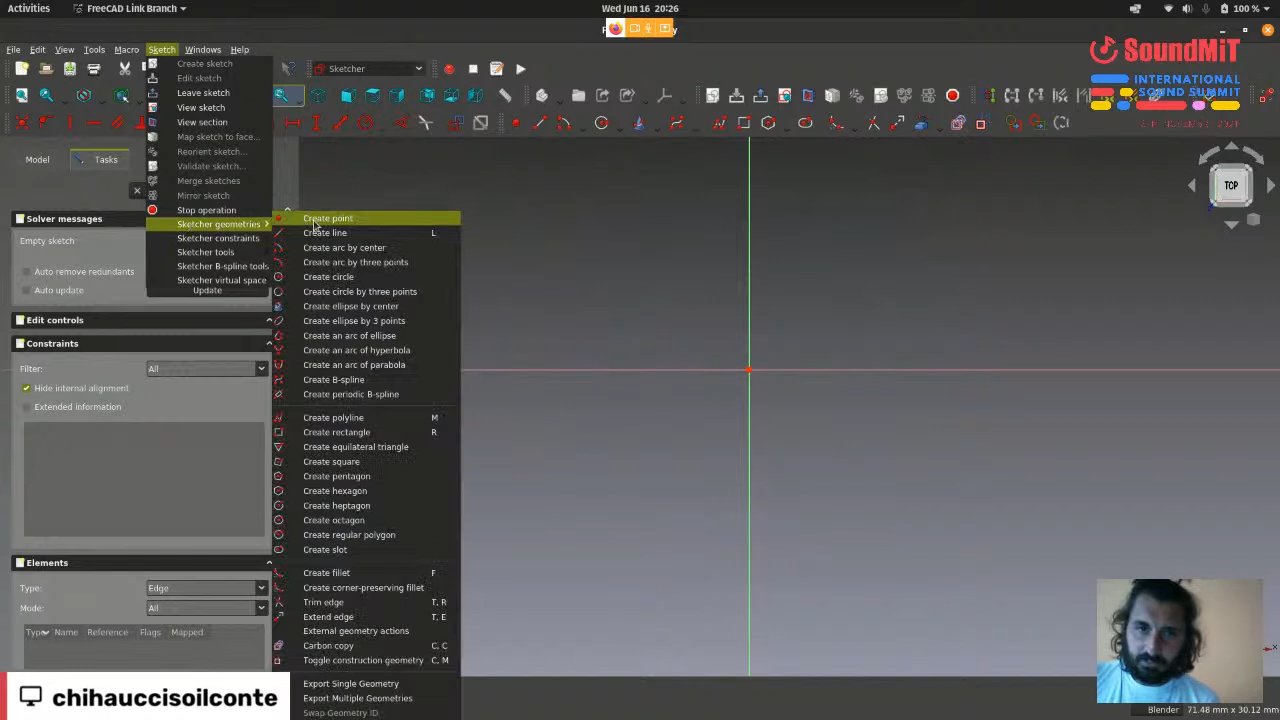 Activities
FreeCAD Link Branch
Wed Jun 16 20:26
100 %
File Edit View Tools Macro Sketch Windows Help
SoundMiT
INTERNATIONAL
SOUND SUMMIT
Sketcher
Create sketch
Edit sketch
Leave sketch
View sketch
View section
Map sketch to face...
Reorient sketch...
Validate sketch...
Merge sketches
Mirror sketch
Stop operation
Sketcher geometries
Sketcher constraints
Sketcher tools
Sketcher B-spline tools
Sketcher virtual space
Update
Model
Tasks
Solver messages
Empty sketch
Auto remove redundants
Auto update
Edit controls
Constraints
Filter: All
Hide internal alignment
Extended information
Elements
Type: Edge
Mode: All
Type Name Reference Flags Mapped
Create point
Create line L
Create arc by center
Create arc by three points
Create circle
Create circle by three points
Create ellipse by center
Create ellipse by 3 points
Create an arc of ellipse
Create an arc of hyperbola
Create an arc of parabola
Create B-spline
Create periodic B-spline
Create polyline M
Create rectangle R
Create equilateral triangle
Create square
Create pentagon
Create hexagon
Create heptagon
Create octagon
Create regular polygon
Create slot
Create fillet F
Create corner-preserving fillet
Trim edge T, R
Extend edge T, E
External geometry actions
Carbon copy C, C
Toggle construction geometry C, M
Export Single Geometry
Export Multiple Geometries
Swap Geometry ID
TCP
chihauccisoilconte
Blender 71.48 mm x 30.12 mm